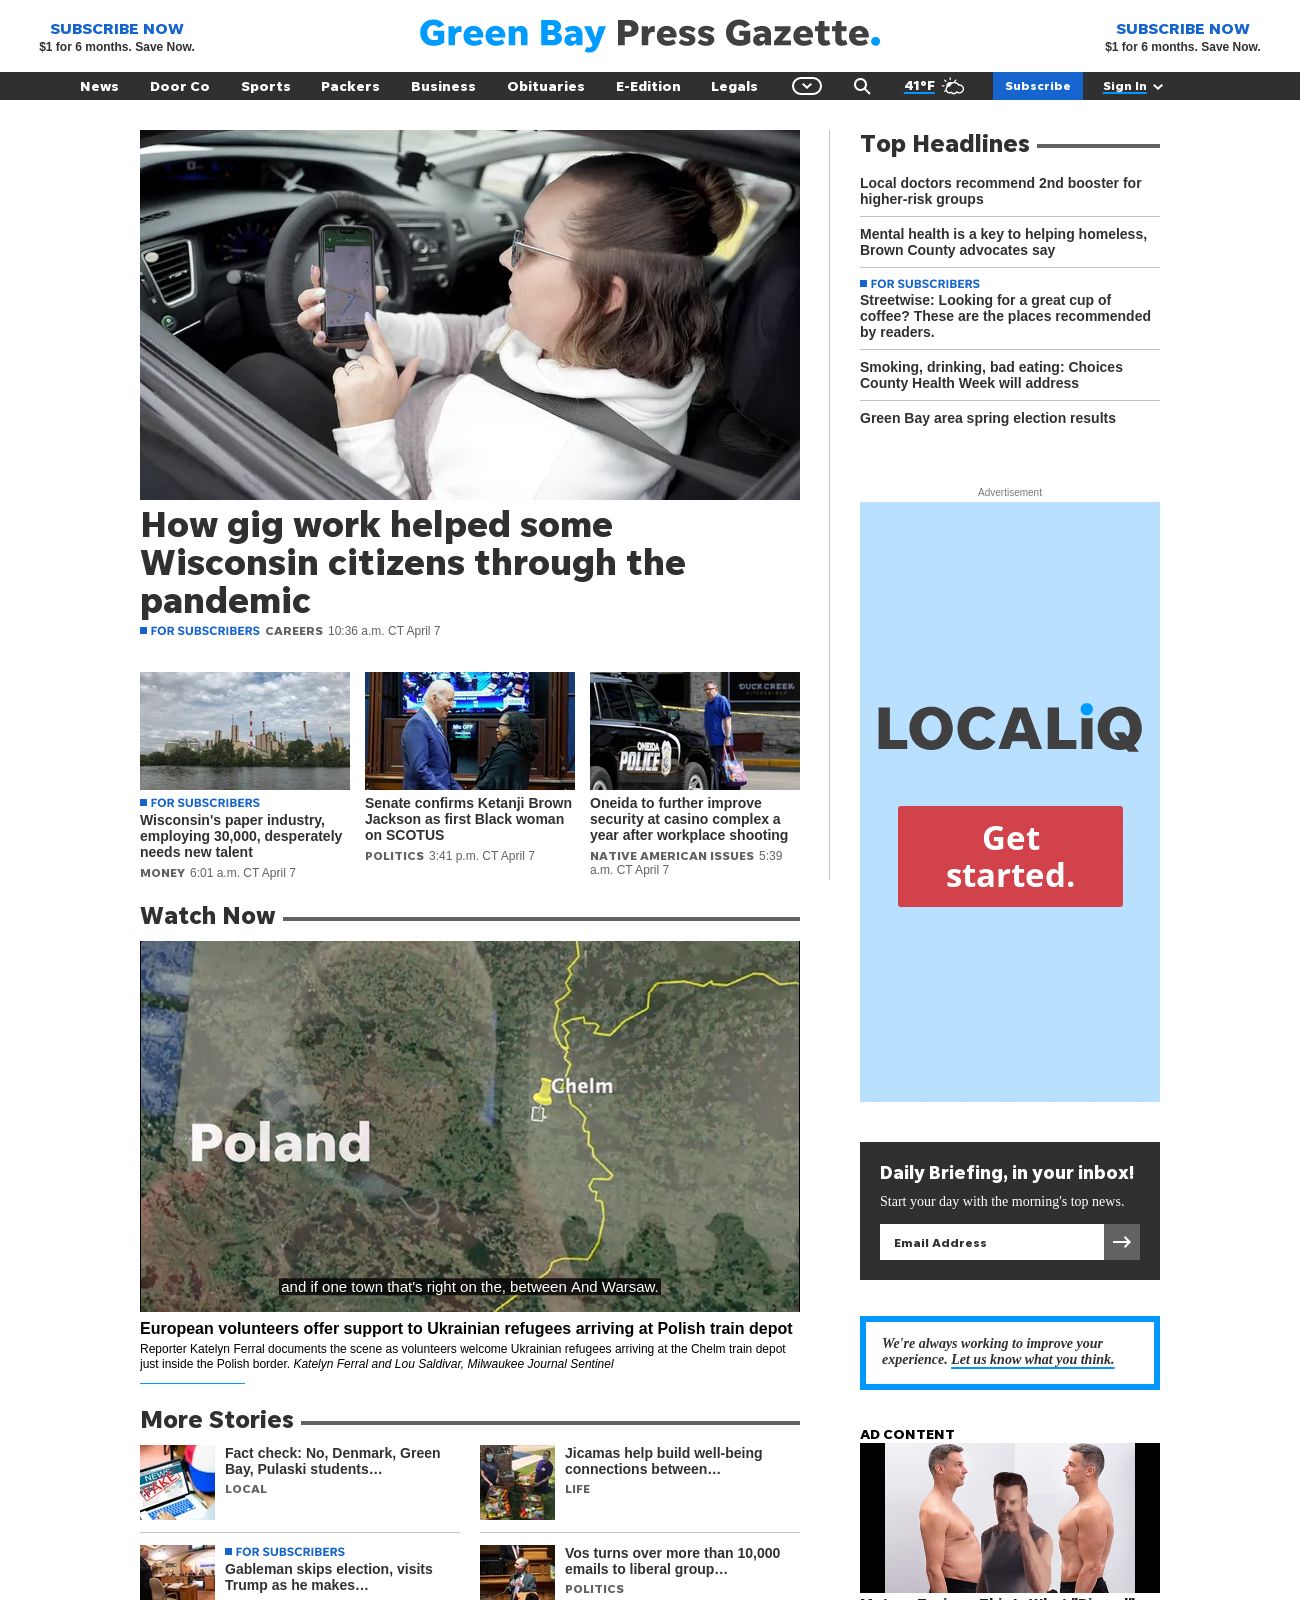 SUBSCRIBE NOW
$1 for 6 months. Save Now.
Green Bay Press Gazette.
SUBSCRIBE NOW
$1 for 6 months. Save Now.
News Door Co Sports Packers Business Obituaries E-Edition Legals 41°F Subscribe Sign In
How gig work helped some
Wisconsin citizens through the
pandemic
FOR SUBSCRIBERS CAREERS 10:36 a.m. CT April 7
FOR SUBSCRIBERS
Wisconsin's paper industry,
employing 30,000, desperately
needs new talent
MONEY 6:01 a.m. CT April 7
Mic OFF
Senate confirms Ketanji Brown
Jackson as first Black woman
on SCOTUS
POLITICS 3:41 p.m. CT April 7
DUCK CREEK
ONEIDA
POLICE
Oneida to further improve
security at casino complex a
year after workplace shooting
NATIVE AMERICAN ISSUES 5:39
a.m. CT April 7
Top Headlines
Local doctors recommend 2nd booster for
higher-risk groups
Mental health is a key to helping homeless,
Brown County advocates say
FOR SUBSCRIBERS
Streetwise: Looking for a great cup of
coffee? These are the places recommended
by readers.
Smoking, drinking, bad eating: Choices
County Health Week will address
Green Bay area spring election results
Advertisement
LOCALiQ
Get
started.
Watch Now
Chelm
Poland
and if one town that's right on the, between And Warsaw.
European volunteers offer support to Ukrainian refugees arriving at Polish train depot
Reporter Katelyn Ferral documents the scene as volunteers welcome Ukrainian refugees arriving at the Chelm train depot
just inside the Polish border. Katelyn Ferral and Lou Saldivar, Milwaukee Journal Sentinel
Daily Briefing, in your inbox!
Start your day with the morning's top news.
Email Address
We're always working to improve your
experience. Let us know what you think.
More Stories
NEWS
FAKE
Fact check: No, Denmark, Green
Bay, Pulaski students…
LOCAL
Jicamas help build well-being
connections between…
LIFE
FOR SUBSCRIBERS
Gableman skips election, visits
Trump as he makes…
Vos turns over more than 10,000
emails to liberal group…
POLITICS
AD CONTENT